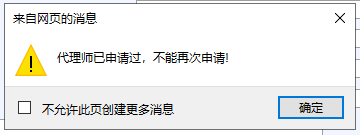 来自网页的消息
代理师已申请过，不能再次申请!
不允许此页创建更多消息
确定